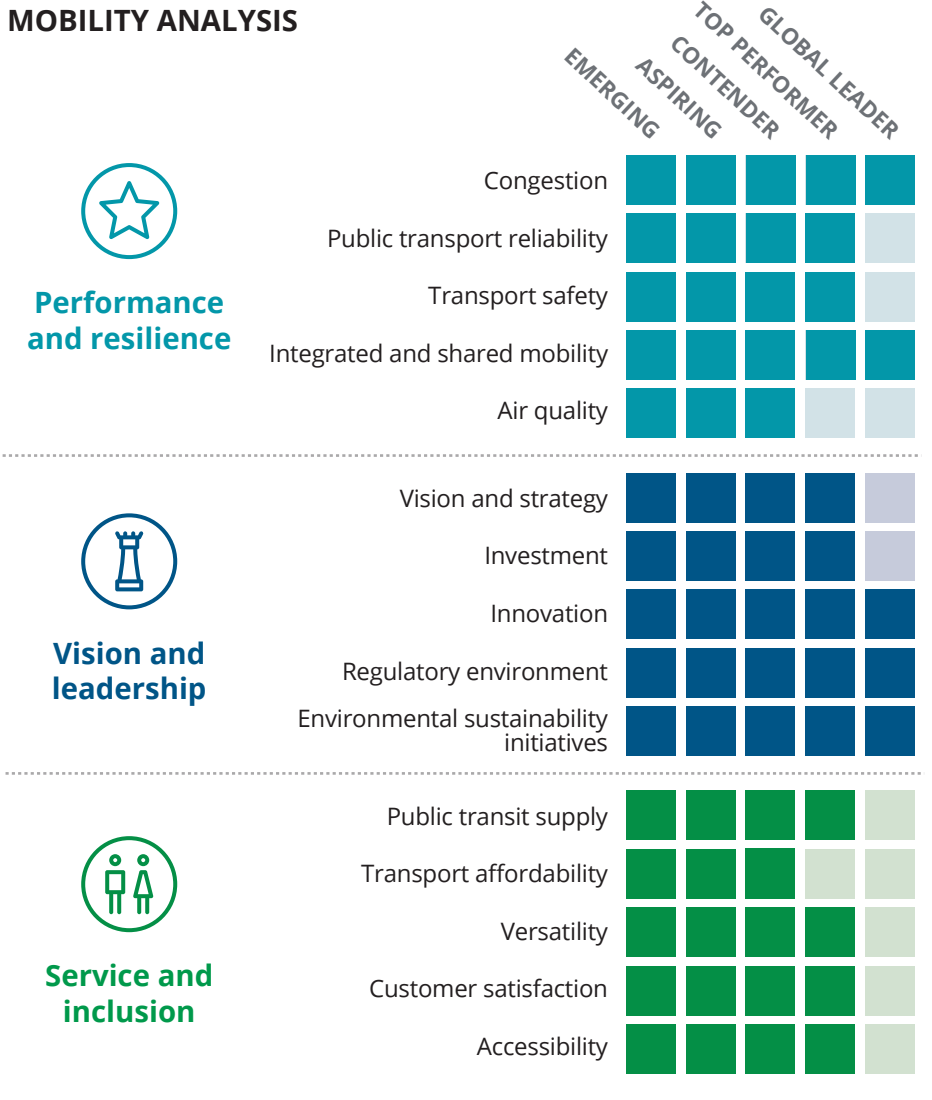 MOBILITY ANALYSIS
EMERGING
ASPIRING
CONTENDER
TOP PERFORMER
GLOBAL LEADER
Performance
and resilience
Congestion
Public transport reliability
Transport safety
Integrated and shared mobility
Air quality
Vision and
leadership
Vision and strategy
Investment
Innovation
Regulatory environment
Environmental sustainability
initiatives
Service and
inclusion
Public transit supply
Transport affordability
Versatility
Customer satisfaction
Accessibility